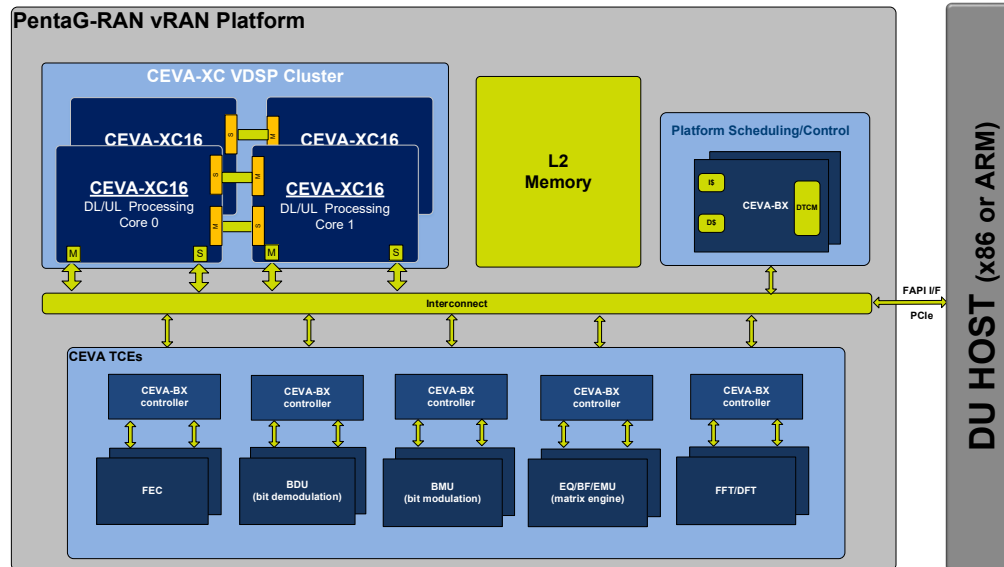 PentaG-RAN vRAN Platform
CEVA-XC VDSP Cluster
CEVA-XC16
CEVA-XC16
S
M
CEVA-XC16
DL/UL Processing
Core 0
S
M
CEVA-XC16
DL/UL Processing
Core 1
M
S
M
S
M
S
L2
Memory
Platform Scheduling/Control
I$
D$
CEVA-BX
DTCM
Interconnect
FAPI I/F
PCIe
DU HOST (x86 or ARM)
CEVA TCEs
CEVA-BX
controller
CEVA-BX
controller
CEVA-BX
controller
CEVA-BX
controller
CEVA-BX
controller
FEC
BDU
(bit demodulation)
BMU
(bit modulation)
EQ/BF/EMU
(matrix engine)
FFT/DFT